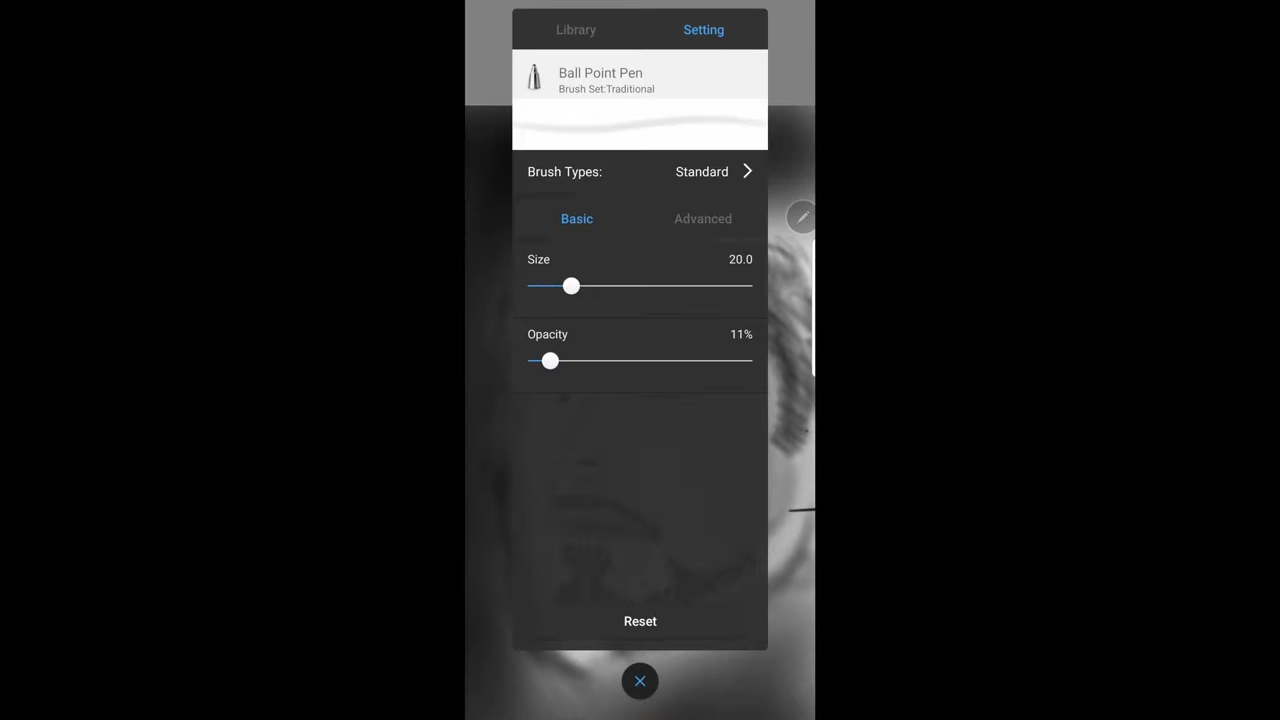 Library Setting
Ball Point Pen
Brush Set:Traditional
Brush Types: Standard
Basic Advanced
Size 20.0
Opacity 11%
Reset